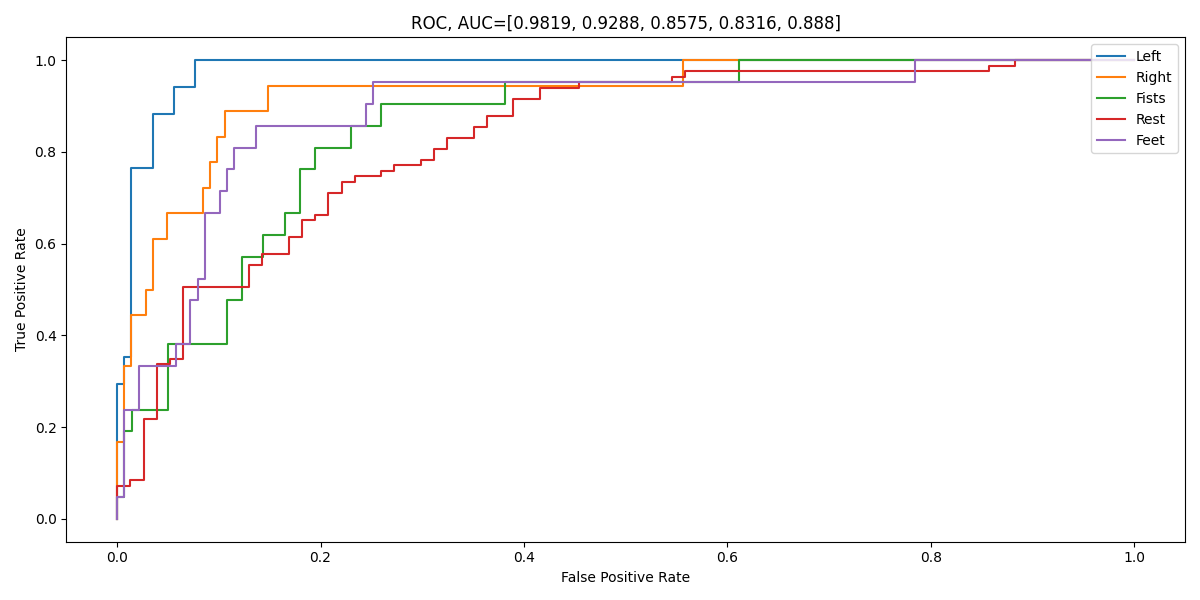 ROC, AUC=[0.9819, 0.9288, 0.8575, 0.8316, 0.888]
True Positive Rate
1.0
0.8
0.6
0.4
0.2
0.0
Left
Right
Fists
Rest
Feet
0.0 0.2 0.4 0.6 0.8 1.0
False Positive Rate